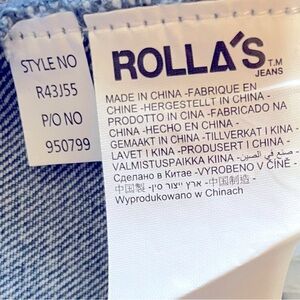 STYLE NO
R43J55
P/O NO
950799
ROLLA'S T.M
JEANS
MADE IN CHINA - FABRIQUE EN
CHINE - HERGESTELLT IN CHINA -
PRODOTTO IN CINA - FABRICADO NA
CHINA - HECHO EN CHINA -
GEMAAKT IN CHINA - TILLVERKAT I KINA -
LAVET I KINA - PRODUSERT I CHINA -
VALMISTUSPAIKKA KIINA - صنع في الصين -
Сделано в Китае - VYROBENO V ČÍNĚ -
中国製 - ארץ ייצור סין - 中国制造 -
Wyprodukowano w Chinach